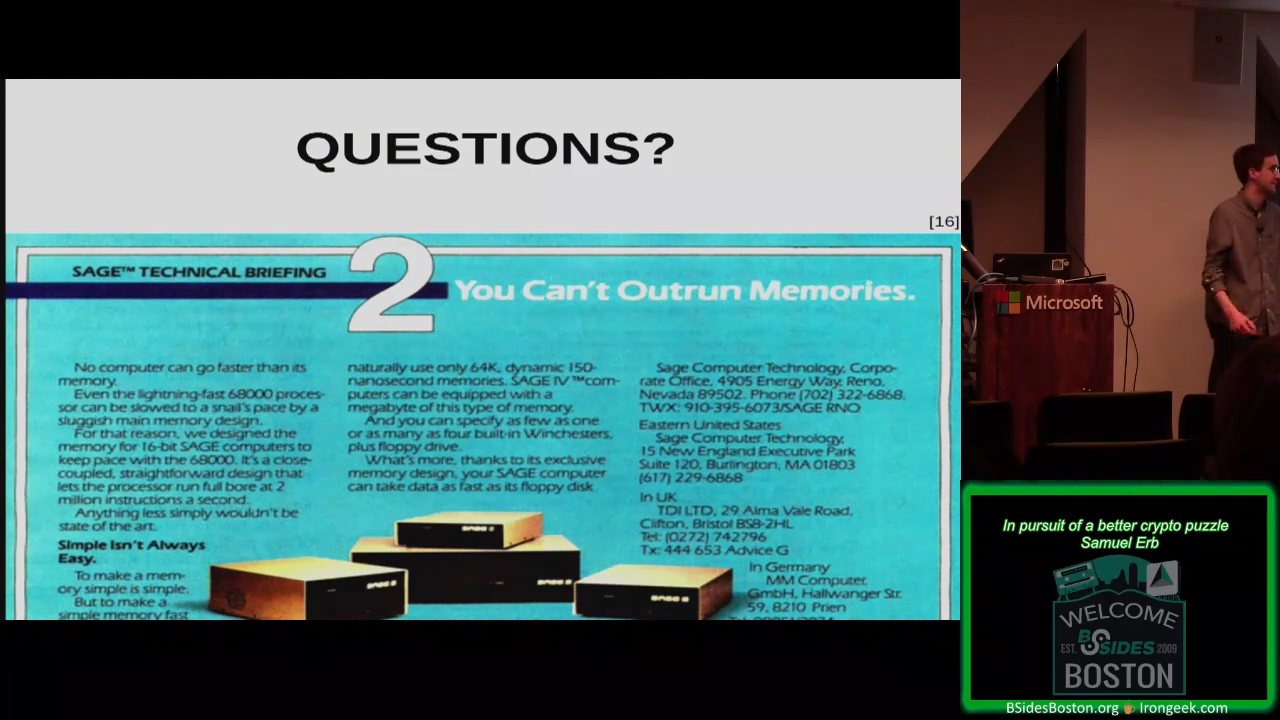 QUESTIONS?
[16]
SAGE™ TECHNICAL BRIEFING
2
You Can't Outrun Memories.
No computer can go faster than its
memory.
Even the lightning-fast 68000 proces-
sor can be slowed to a snail's pace by a
sluggish main memory design.
For that reason, we designed the
memory for 16-bit SAGE computers to
keep pace with the 68000. It's a close-
coupled, straightforward design that
lets the processor run full bore at 2
million instructions a second.
Anything less simply wouldn't be
state of the art.
Simple Isn't Always
Easy.
To make a mem-
ory simple is simple.
But to make a
simple memory fast
naturally use only 64K, dynamic 150-
nanosecond memories. SAGE IV ™com-
puters can be equipped with a
megabyte of this type of memory.
And you can specify as few as one
or as many as four built-in Winchesters,
plus floppy drive.
What's more, thanks to its exclusive
memory design, your SAGE computer
can take data as fast as its floppy disk
Sage Computer Technology, Corpo-
rate Office, 4905 Energy Way, Reno,
Nevada 89502. Phone (702) 322-6868.
TWX: 910-395-6073/SAGE RNO
Eastern United States
Sage Computer Technology,
15 New England Executive Park
Suite 120, Burlington, MA 01803
(617) 229-6868
In UK
TDI LTD, 29 Alma Vale Road,
Clifton, Bristol BS8-2HL
Tel: (0272) 742796
Tx: 444 653 Advice G
In Germany
MM Computer
GmbH, Hallwanger Str.
59, 8210 Prien
Microsoft
In pursuit of a better crypto puzzle
Samuel Erb
WELCOME
EST. BSIDES 2009
BOSTON
BSidesBoston.org Irongeek.com